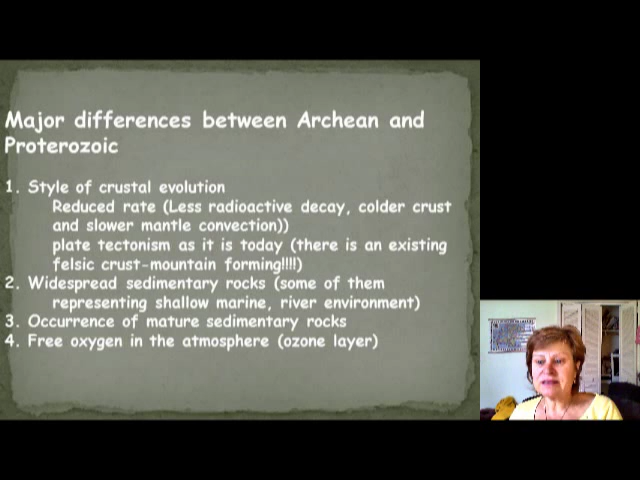 Major differences between Archean and
Proterozoic
1. Style of crustal evolution
Reduced rate (Less radioactive decay, colder crust
and slower mantle convection))
plate tectonism as it is today (there is an existing
felsic crust-mountain forming!!!!)
2. Widespread sedimentary rocks (some of them
representing shallow marine, river environment)
3. Occurrence of mature sedimentary rocks
4. Free oxygen in the atmosphere (ozone layer)